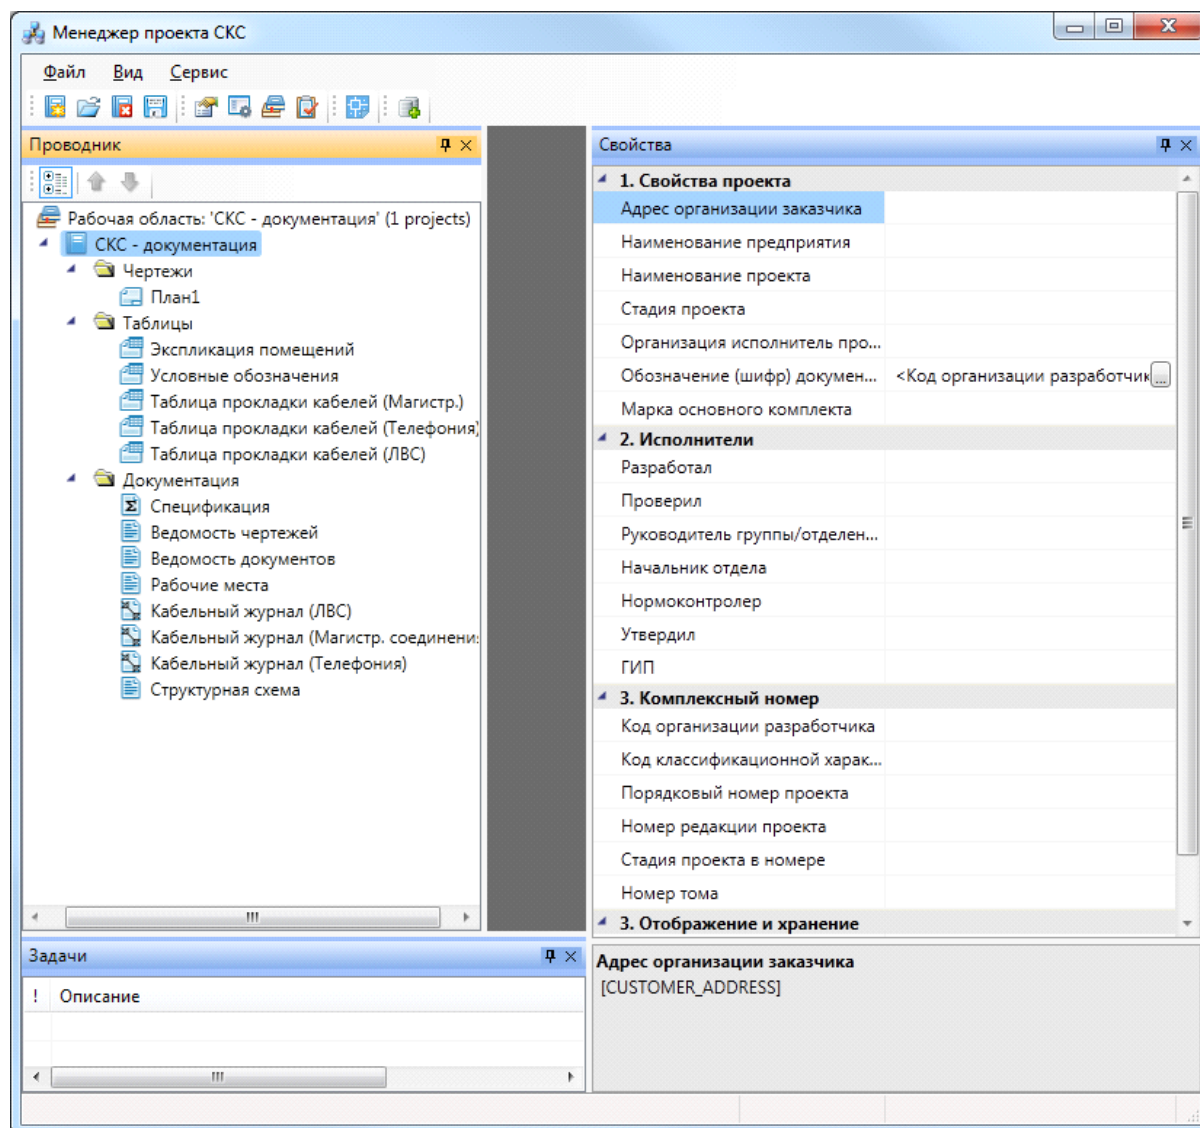 Менеджер проекта СКС
Файл Вид Сервис
Проводник
Рабочая область: 'СКС - документация' (1 projects)
СКС - документация
Чертежи
План1
Таблицы
Экспликация помещений
Условные обозначения
Таблица прокладки кабелей (Магистр.)
Таблица прокладки кабелей (Телефония)
Таблица прокладки кабелей (ЛВС)
Документация
Спецификация
Ведомость чертежей
Ведомость документов
Рабочие места
Кабельный журнал (ЛВС)
Кабельный журнал (Магистр. соединени
Кабельный журнал (Телефония)
Структурная схема
Свойства
1. Свойства проекта
Адрес организации заказчика
Наименование предприятия
Наименование проекта
Стадия проекта
Организация исполнитель про...
Обозначение (шифр) докумен... <Код организации разработчик ...
Марка основного комплекта
2. Исполнители
Разработал
Проверил
Руководитель группы/отделен...
Начальник отдела
Нормоконтролер
Утвердил
ГИП
3. Комплексный номер
Код организации разработчика
Код классификационной харак...
Порядковый номер проекта
Номер редакции проекта
Стадия проекта в номере
Номер тома
3. Отображение и хранение
Задачи
! Описание
Адрес организации заказчика
[CUSTOMER_ADDRESS]